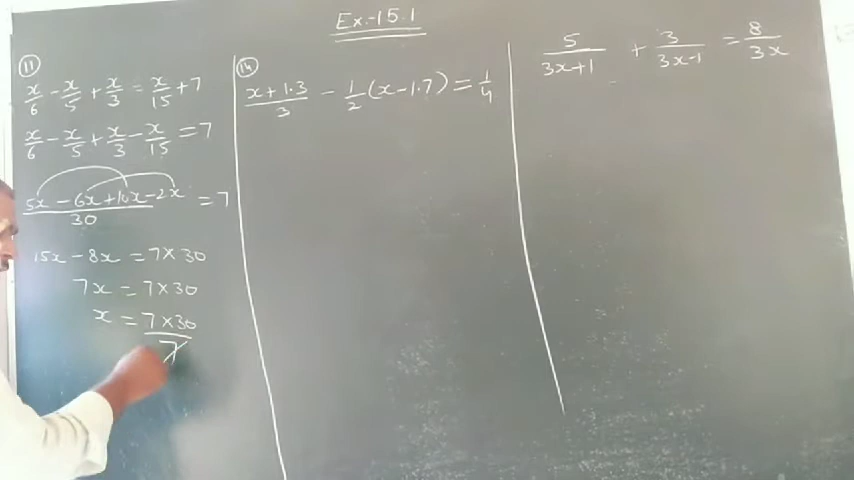 Ex.-15.1
(11)
x/6 - x/5 + x/3 = x/15 + 7
x/6 - x/5 + x/3 - x/15 = 7
(5x - 6x + 10x - 2x)/30 = 7
15x - 8x = 7×30
7x = 7×30
x = (7×30)/7
(14)
(x+1.3)/3 - 1/2(x-1.7) = 1/4
5/(3x+1) + 3/(3x-1) = 8/3x